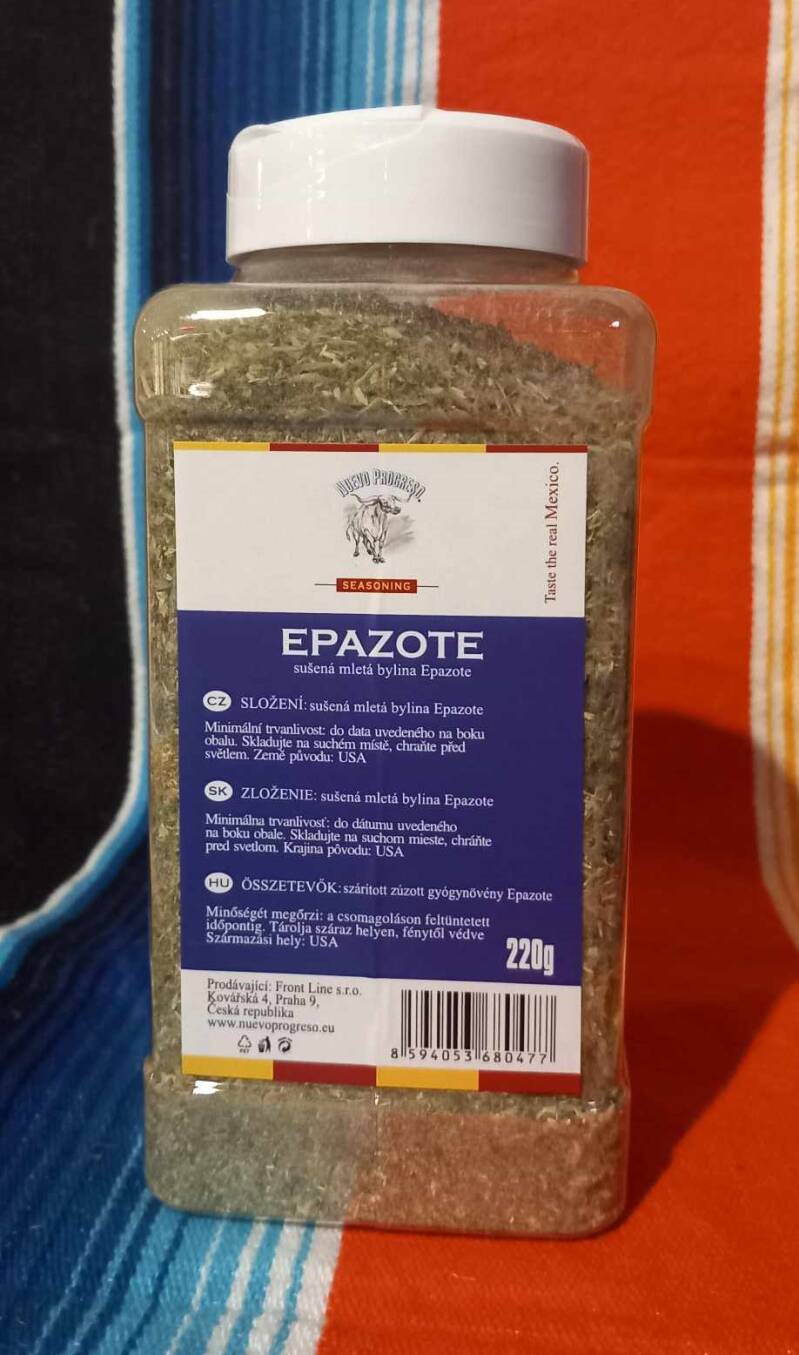 NUEVO PROGRESO.
SEASONING
Taste the real Mexico.
EPAZOTE
sušená mletá bylina Epazote
CZ SLOŽENÍ: sušená mletá bylina Epazote
Minimální trvanlivost: do data uvedeného na boku
obalu. Skladujte na suchém místě, chraňte před
světlem. Země původu: USA
SK ZLOŽENIE: sušená mletá bylina Epazote
Minimálna trvanlivosť: do dátumu uvedeného
na boku obale. Skladujte na suchom mieste, chráňte
pred svetlom. Krajina pôvodu: USA
HU ÖSSZETEVŐK: szárított zúzott gyógynövény Epazote
Minőségét megőrzi: a csomagoláson feltüntetett
időpontig. Tárolja száraz helyen, fénytől védve
Származási hely: USA
220g
Prodávající: Front Line s.r.o.
Kovářská 4, Praha 9,
Česká republika
www.nuevoprogreso.eu
PET
8 594053 680477